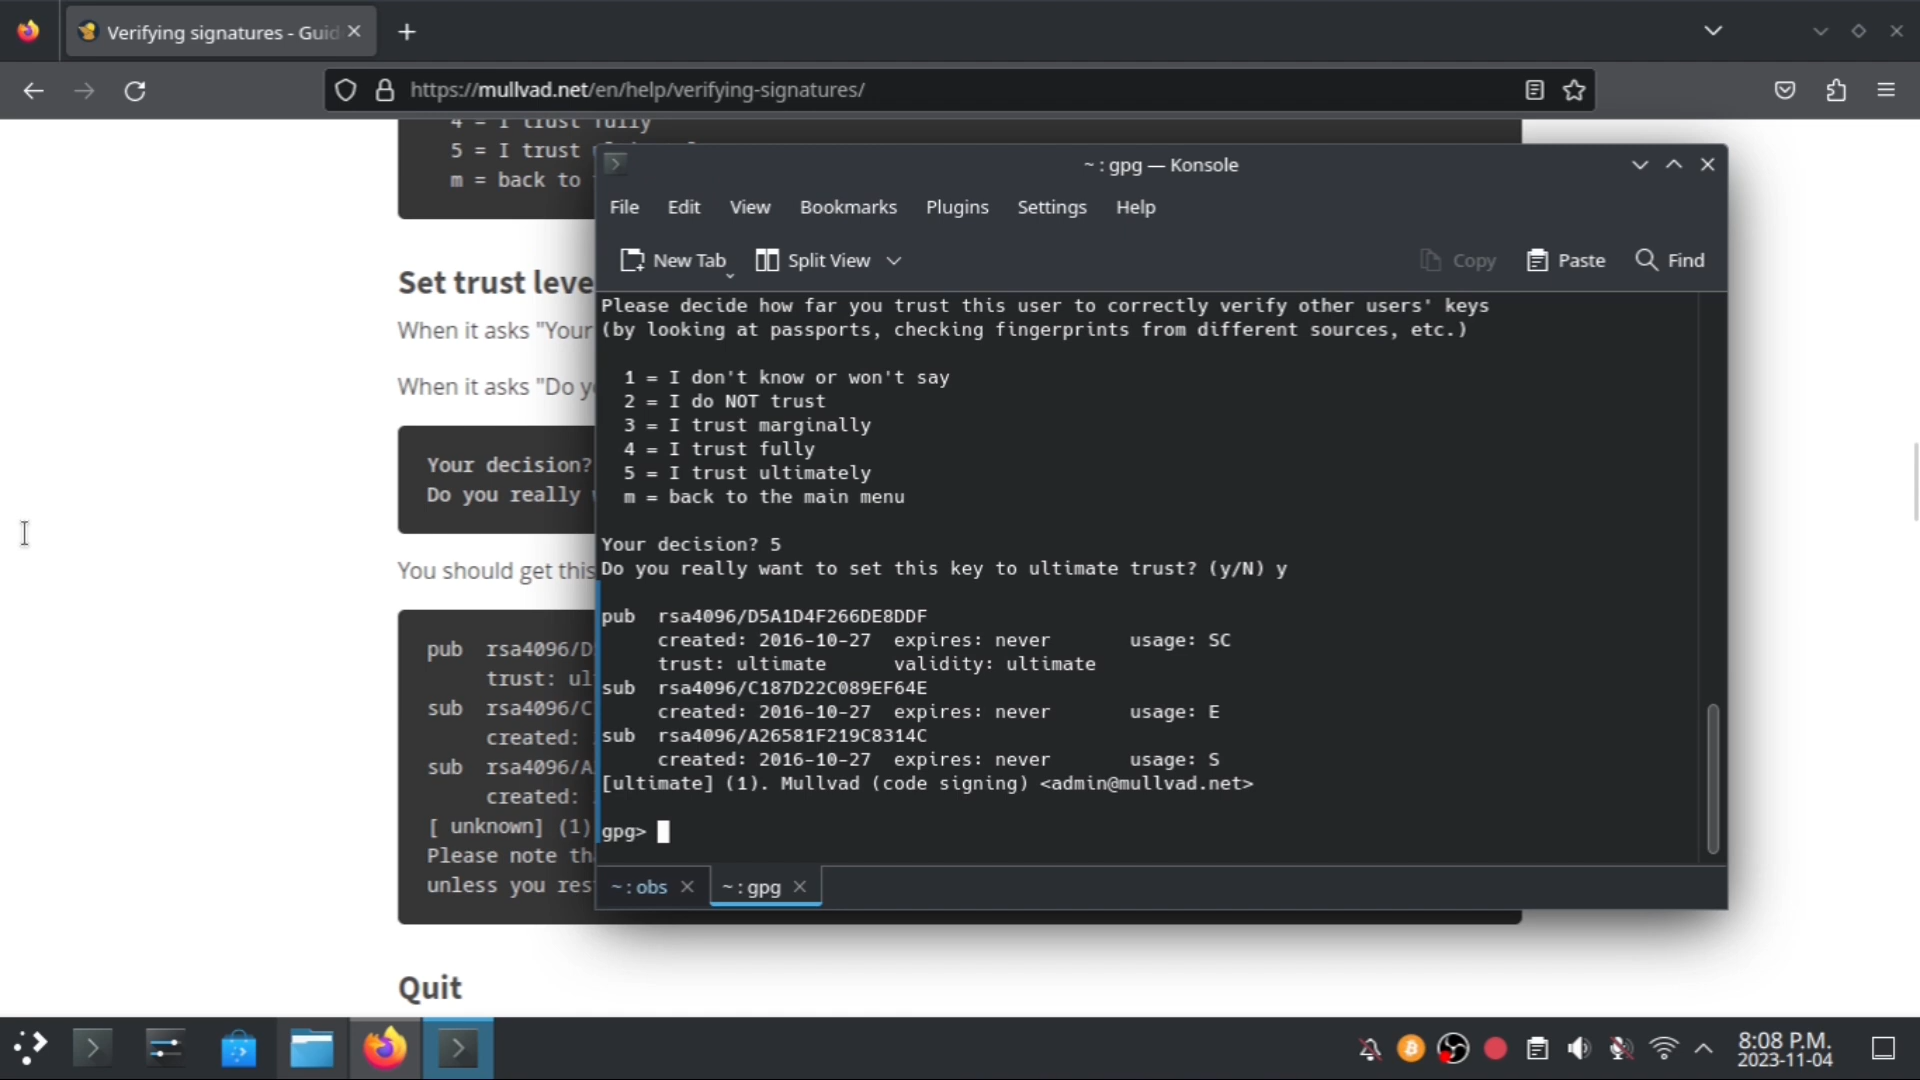 Verifying signatures - Guid
https://mullvad.net/en/help/verifying-signatures/
4 = I trust fully
5 = I trust
m = back to
Set trust leve
When it asks "Your
When it asks "Do y
Your decision?
Do you really
You should get this
pub rsa4096/D
trust: ul
sub rsa4096/C
created:
sub rsa4096/A
created:
[ unknown] (1)
Please note th
unless you res
Quit
~ : gpg — Konsole
File Edit View Bookmarks Plugins Settings Help
New Tab Split View Copy Paste Find
Please decide how far you trust this user to correctly verify other users' keys
(by looking at passports, checking fingerprints from different sources, etc.)
1 = I don't know or won't say
2 = I do NOT trust
3 = I trust marginally
4 = I trust fully
5 = I trust ultimately
m = back to the main menu
Your decision? 5
Do you really want to set this key to ultimate trust? (y/N) y
pub rsa4096/D5A1D4F266DE8DDF
created: 2016-10-27 expires: never usage: SC
trust: ultimate validity: ultimate
sub rsa4096/C187D22C089EF64E
created: 2016-10-27 expires: never usage: E
sub rsa4096/A26581F219C8314C
created: 2016-10-27 expires: never usage: S
[ultimate] (1). Mullvad (code signing) <admin@mullvad.net>
gpg>
~ : obs ~ : gpg
8:08 P.M.
2023-11-04